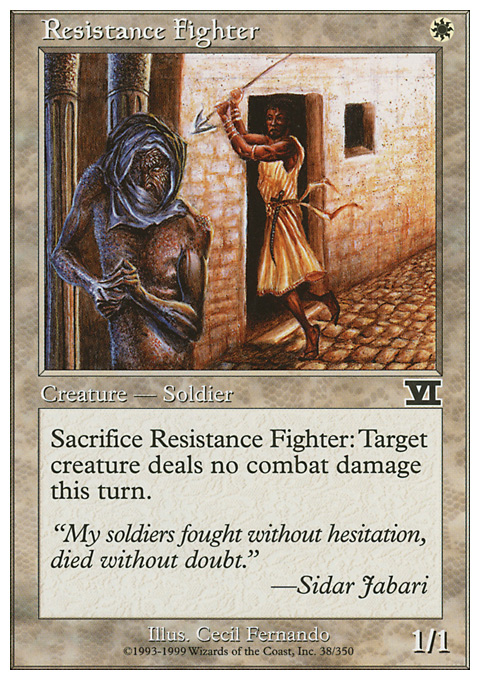 Resistance Fighter
Creature — Soldier
VI
Sacrifice Resistance Fighter: Target
creature deals no combat damage
this turn.
“My soldiers fought without hesitation,
died without doubt.”
—Sidar Jabari
Illus. Cecil Fernando
©1993-1999 Wizards of the Coast, Inc. 38/350
1/1